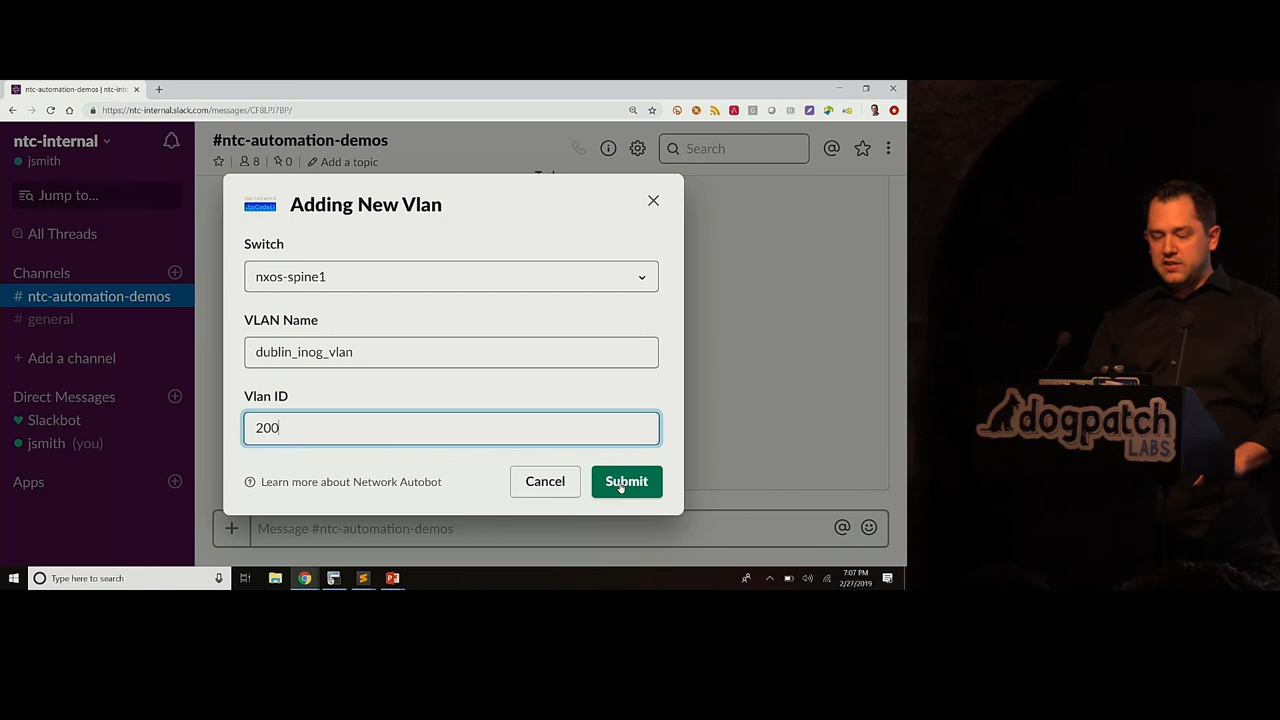 ntc-automation-demos | ntc-inte
https://ntc-internal.slack.com/messages/CF8LPJ7BP/
ntc-internal
jsmith
Jump to...
All Threads
Channels
# ntc-automation-demos
# general
+ Add a channel
Direct Messages
Slackbot
jsmith (you)
Apps
#ntc-automation-demos
8
0
Add a topic
Search
Adding New Vlan
Switch
nxos-spine1
VLAN Name
dublin_inog_vlan
Vlan ID
200
Learn more about Network Autobot
Cancel
Submit
Message #ntc-automation-demos
Type here to search
7:07 PM
2/27/2019
dogpatch
LABS